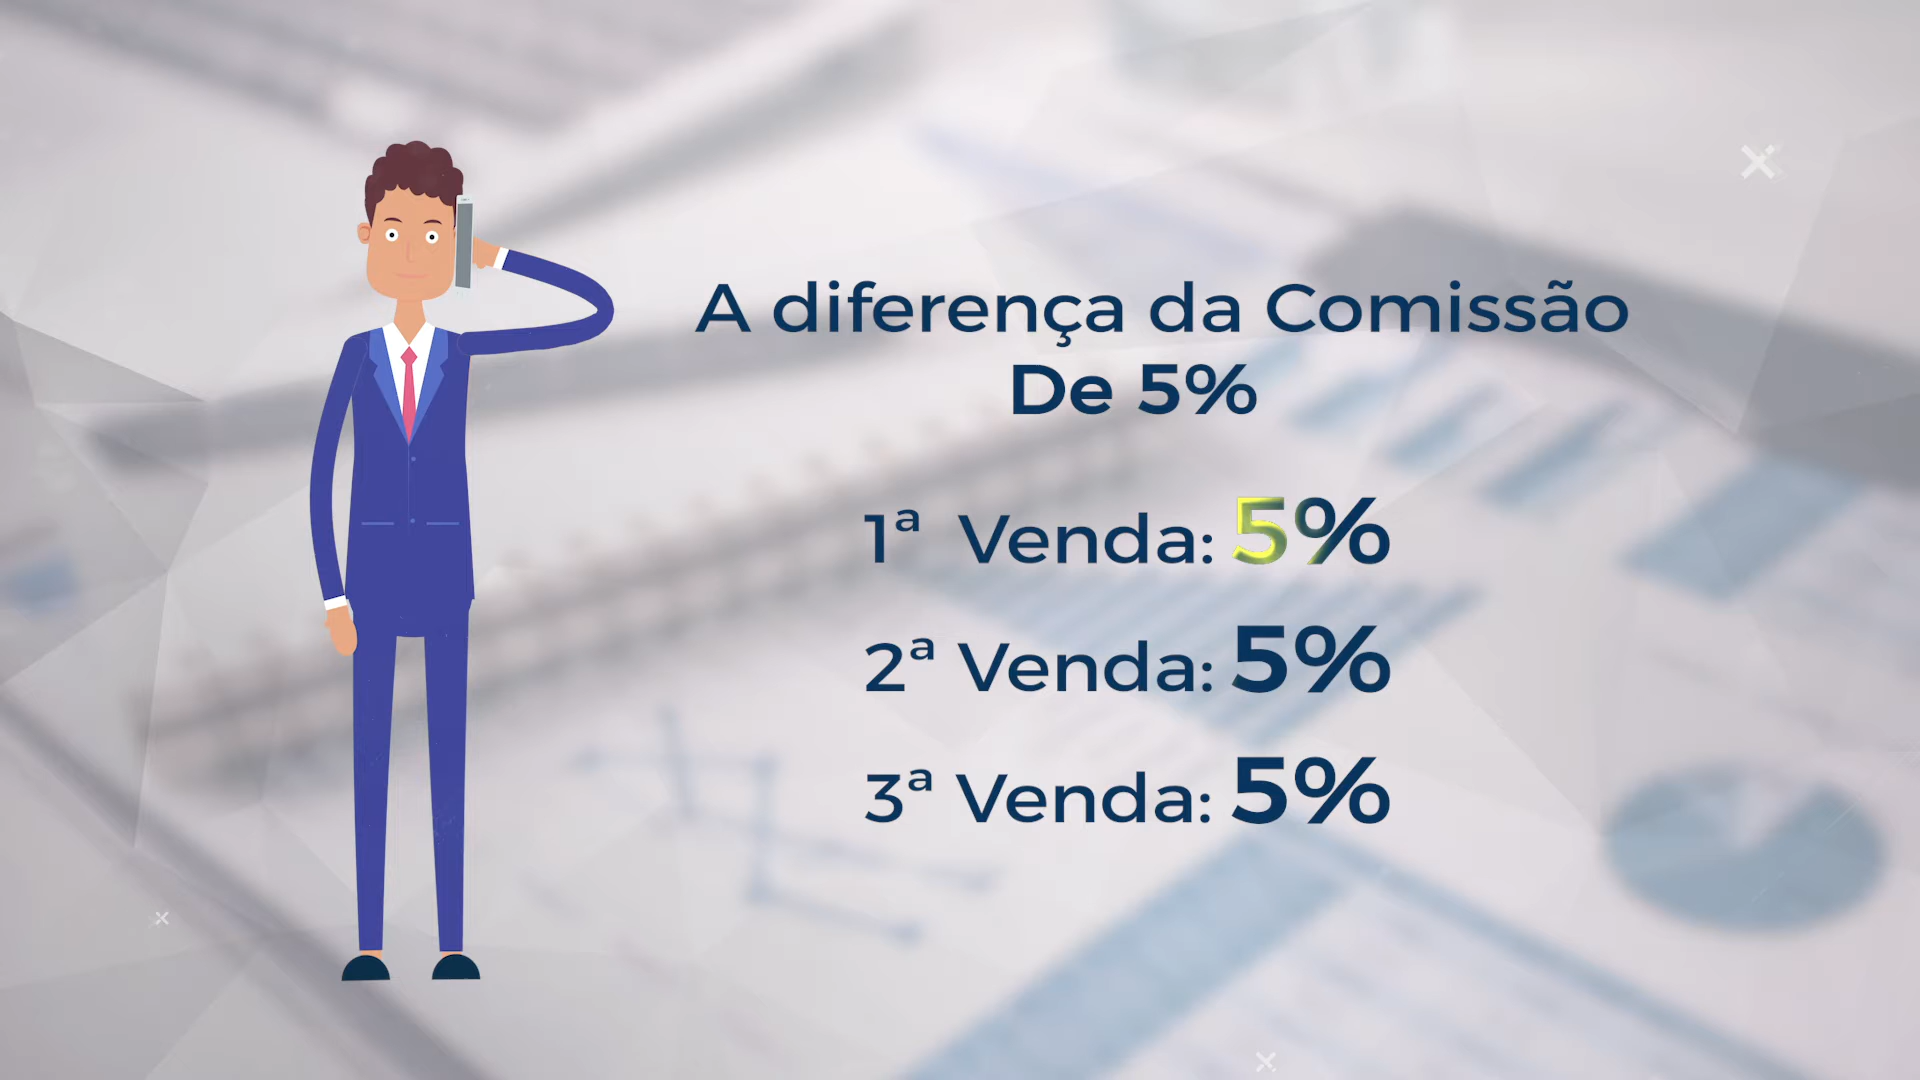 A diferença da Comissão
De 5%
1ª Venda: 5%
2ª Venda: 5%
3ª Venda: 5%